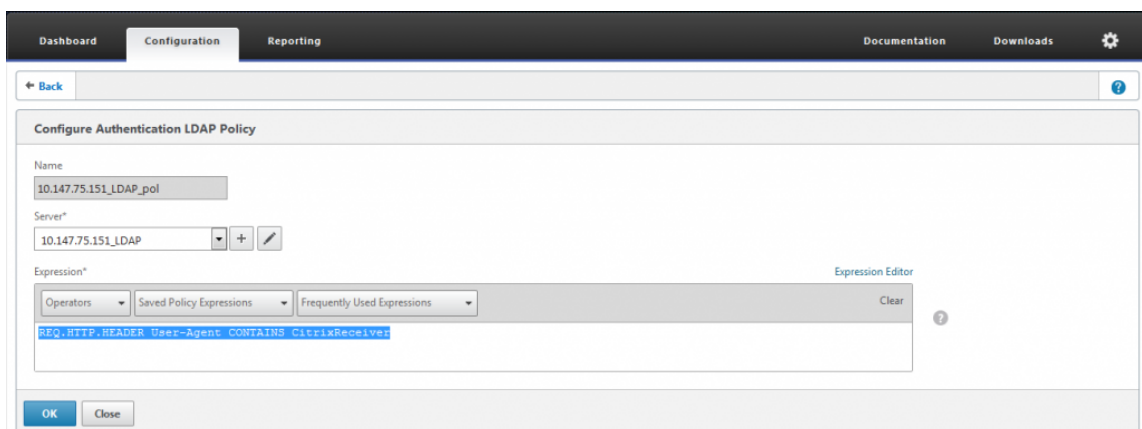 Dashboard Configuration Reporting Documentation Downloads
Back
?
Configure Authentication LDAP Policy
Name
10.147.75.151_LDAP_pol
Server*
10.147.75.151_LDAP
+
Expression* Expression Editor
Operators Saved Policy Expressions Frequently Used Expressions Clear
?
REQ.HTTP.HEADER User-Agent CONTAINS CitrixReceiver
OK Close